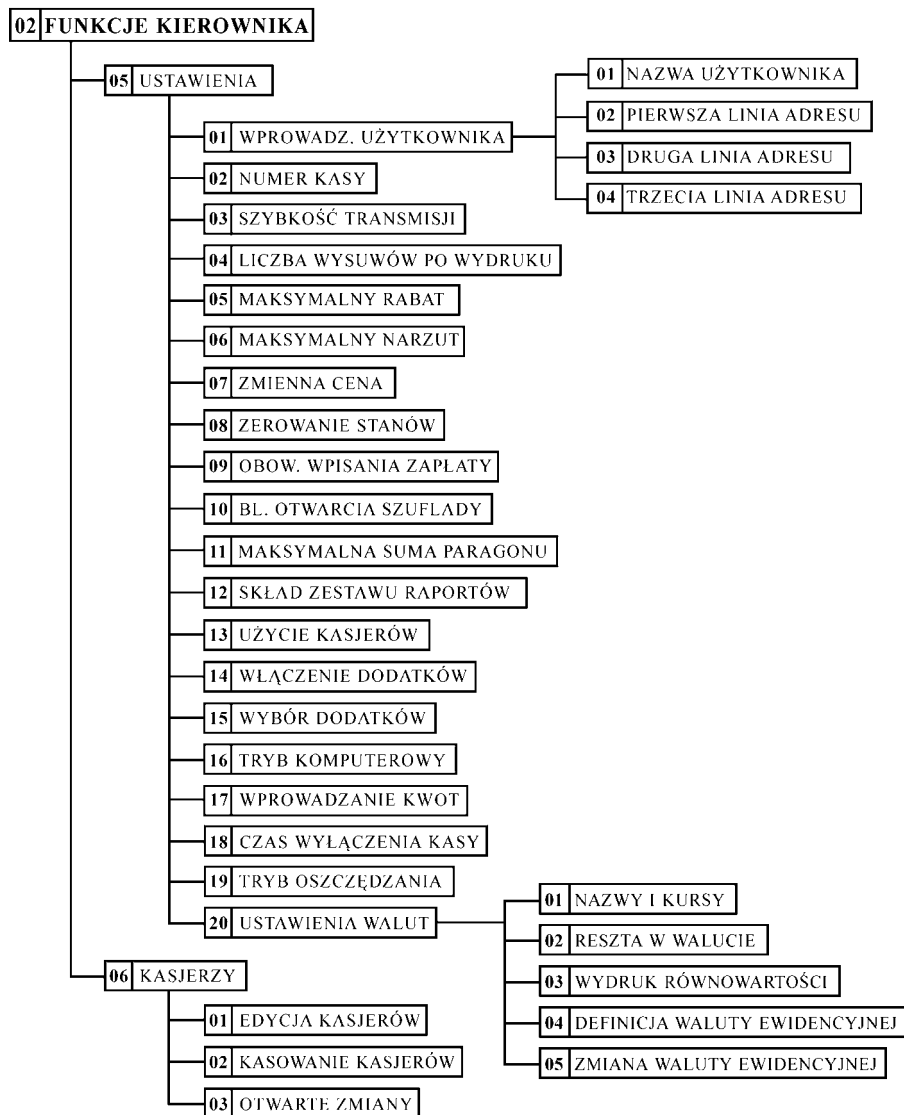 02 FUNKCJE KIEROWNIKA
05 USTAWIENIA
01 WPROWADZ. UŻYTKOWNIKA
01 NAZWA UŻYTKOWNIKA
02 PIERWSZA LINIA ADRESU
03 DRUGA LINIA ADRESU
04 TRZECIA LINIA ADRESU
02 NUMER KASY
03 SZYBKOŚĆ TRANSMISJI
04 LICZBA WYSUWÓW PO WYDRUKU
05 MAKSYMALNY RABAT
06 MAKSYMALNY NARZUT
07 ZMIENNA CENA
08 ZEROWANIE STANÓW
09 OBOW. WPISANIA ZAPŁATY
10 BL. OTWARCIA SZUFLADY
11 MAKSYMALNA SUMA PARAGONU
12 SKŁAD ZESTAWU RAPORTÓW
13 UŻYCIE KASJERÓW
14 WŁĄCZENIE DODATKÓW
15 WYBÓR DODATKÓW
16 TRYB KOMPUTEROWY
17 WPROWADZANIE KWOT
18 CZAS WYŁĄCZENIA KASY
19 TRYB OSZCZĘDZANIA
20 USTAWIENIA WALUT
01 NAZWY I KURSY
02 RESZTA W WALUCIE
03 WYDRUK RÓWNOWARTOŚCI
04 DEFINICJA WALUTY EWIDENCYJNEJ
05 ZMIANA WALUTY EWIDENCYJNEJ
06 KASJERZY
01 EDYCJA KASJERÓW
02 KASOWANIE KASJERÓW
03 OTWARTE ZMIANY